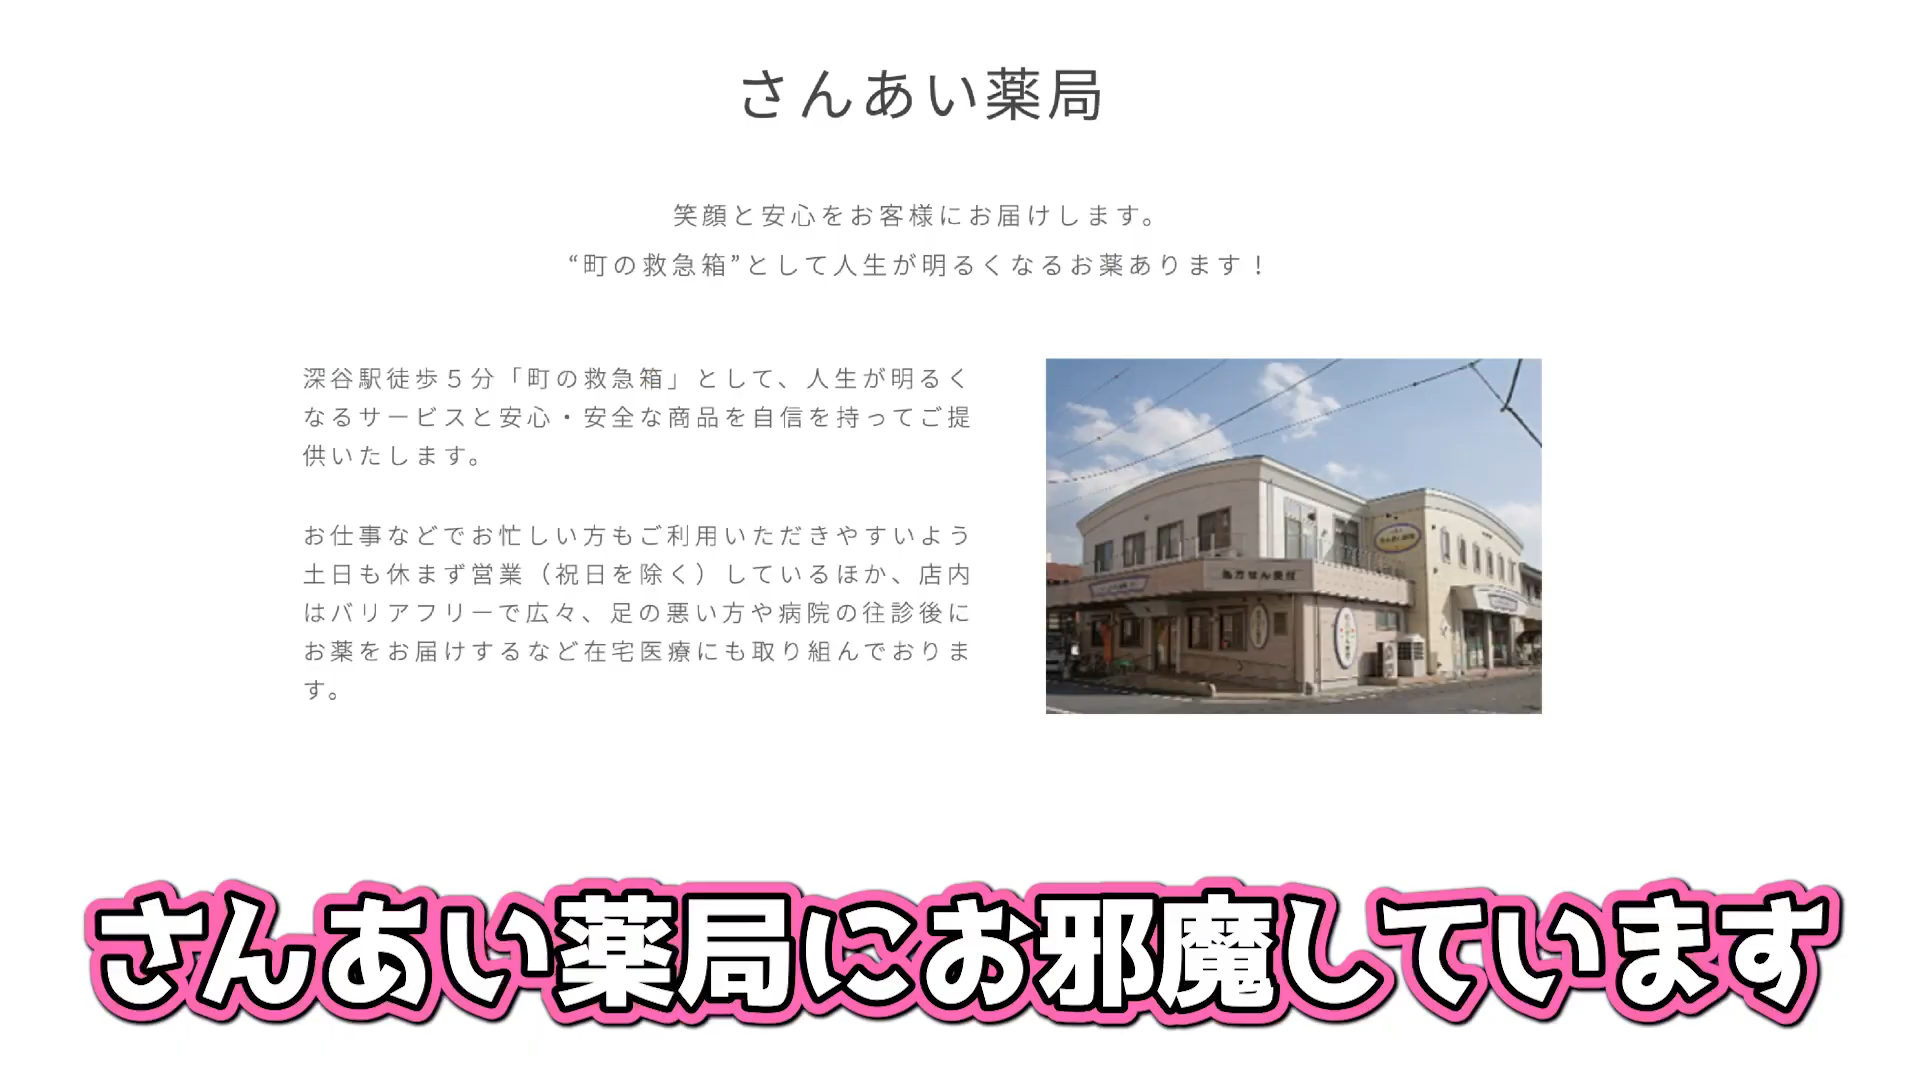 さんあい薬局
笑顔と安心をお客様にお届けします。
“町の救急箱”として人生が明るくなるお薬あります！
深谷駅徒歩５分「町の救急箱」として、人生が明るく
なるサービスと安心・安全な商品を自信を持ってご提
供いたします。
お仕事などでお忙しい方もご利用いただきやすいよう
土日も休まず営業（祝日を除く）しているほか、店内
はバリアフリーで広々、足の悪い方や病院の往診後に
お薬をお届けするなど在宅医療にも取り組んでおりま
す。
処方せん受付
さんあい薬局にお邪魔しています